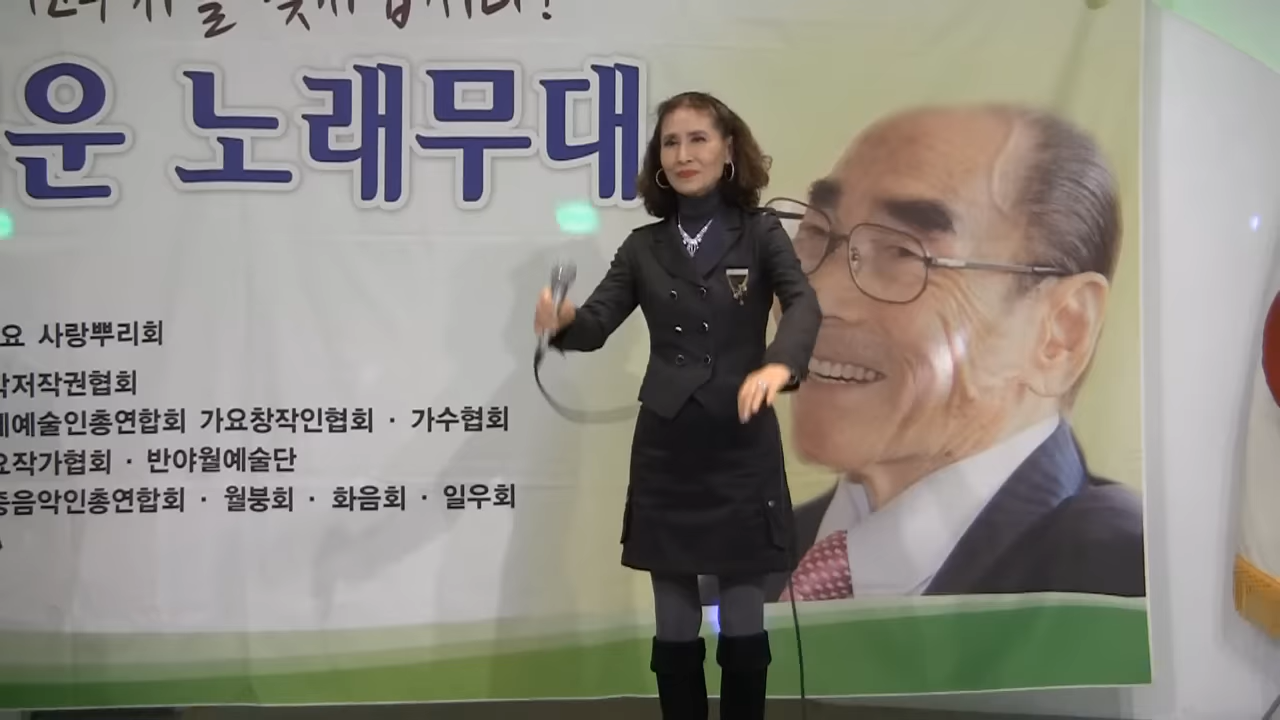 운 노래무대
요 사랑뿌리회
저작권협회
예술인총연합회 가요창작인협회 · 가수협회
작가협회 · 반야월예술단
음악인총연합회 · 월붕회 · 화음회 · 일우회